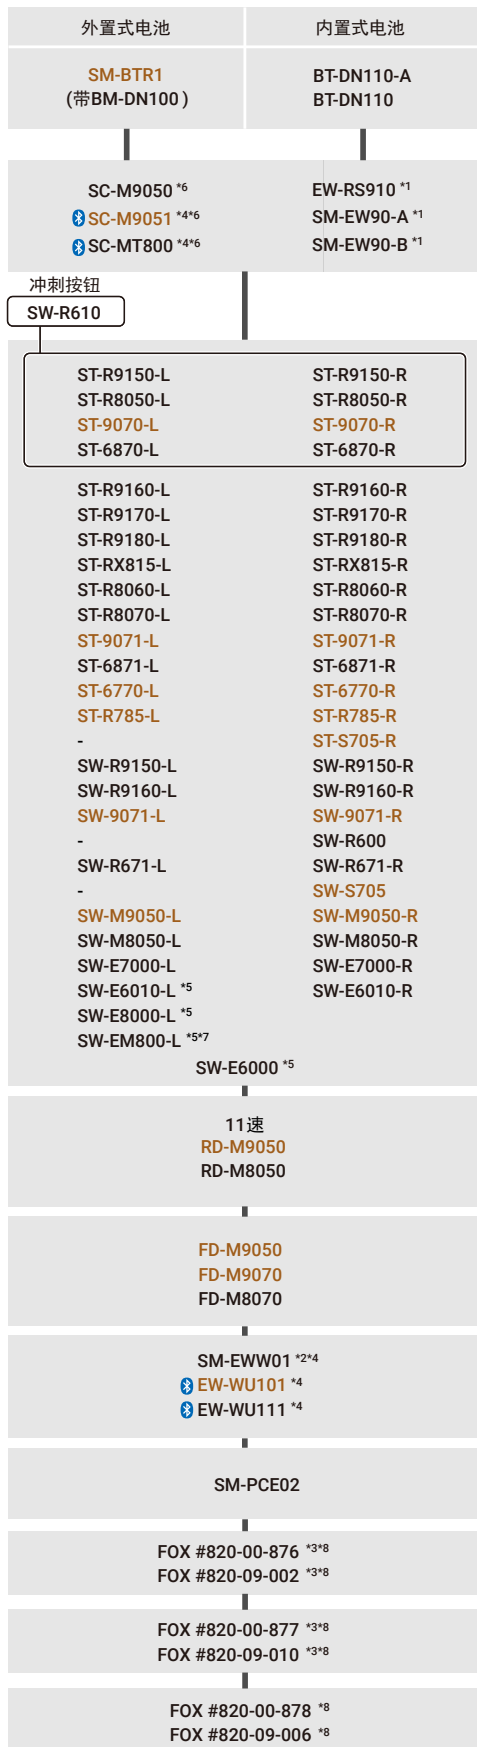 外置式电池 内置式电池
SM-BTR1 BT-DN110-A
(带BM-DN100 ) BT-DN110
SC-M9050 *6 EW-RS910 *1
SC-M9051 *4*6 SM-EW90-A *1
SC-MT800 *4*6 SM-EW90-B *1
冲刺按钮
SW-R610
ST-R9150-L ST-R9150-R
ST-R8050-L ST-R8050-R
ST-9070-L ST-9070-R
ST-6870-L ST-6870-R
ST-R9160-L ST-R9160-R
ST-R9170-L ST-R9170-R
ST-R9180-L ST-R9180-R
ST-RX815-L ST-RX815-R
ST-R8060-L ST-R8060-R
ST-R8070-L ST-R8070-R
ST-9071-L ST-9071-R
ST-6871-L ST-6871-R
ST-6770-L ST-6770-R
ST-R785-L ST-R785-R
- ST-S705-R
SW-R9150-L SW-R9150-R
SW-R9160-L SW-R9160-R
SW-9071-L SW-9071-R
- SW-R600
SW-R671-L SW-R671-R
- SW-S705
SW-M9050-L SW-M9050-R
SW-M8050-L SW-M8050-R
SW-E7000-L SW-E7000-R
SW-E6010-L *5 SW-E6010-R
SW-E8000-L *5
SW-EM800-L *5*7
SW-E6000 *5
11速
RD-M9050
RD-M8050
FD-M9050
FD-M9070
FD-M8070
SM-EWW01 *2*4
EW-WU101 *4
EW-WU111 *4
SM-PCE02
FOX #820-00-876 *3*8
FOX #820-09-002 *3*8
FOX #820-00-877 *3*8
FOX #820-09-010 *3*8
FOX #820-00-878 *8
FOX #820-09-006 *8